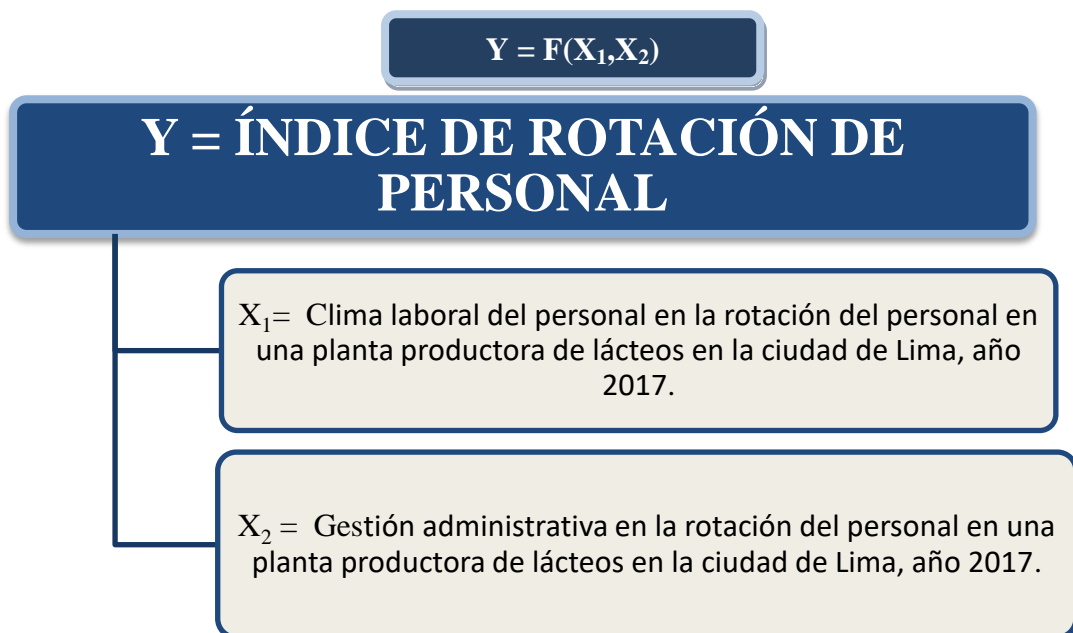 Y = F(X₁,X₂)
Y = ÍNDICE DE ROTACIÓN DE
PERSONAL
X₁= Clima laboral del personal en la rotación del personal en
una planta productora de lácteos en la ciudad de Lima, año
2017.
X₂ = Gestión administrativa en la rotación del personal en una
planta productora de lácteos en la ciudad de Lima, año 2017.